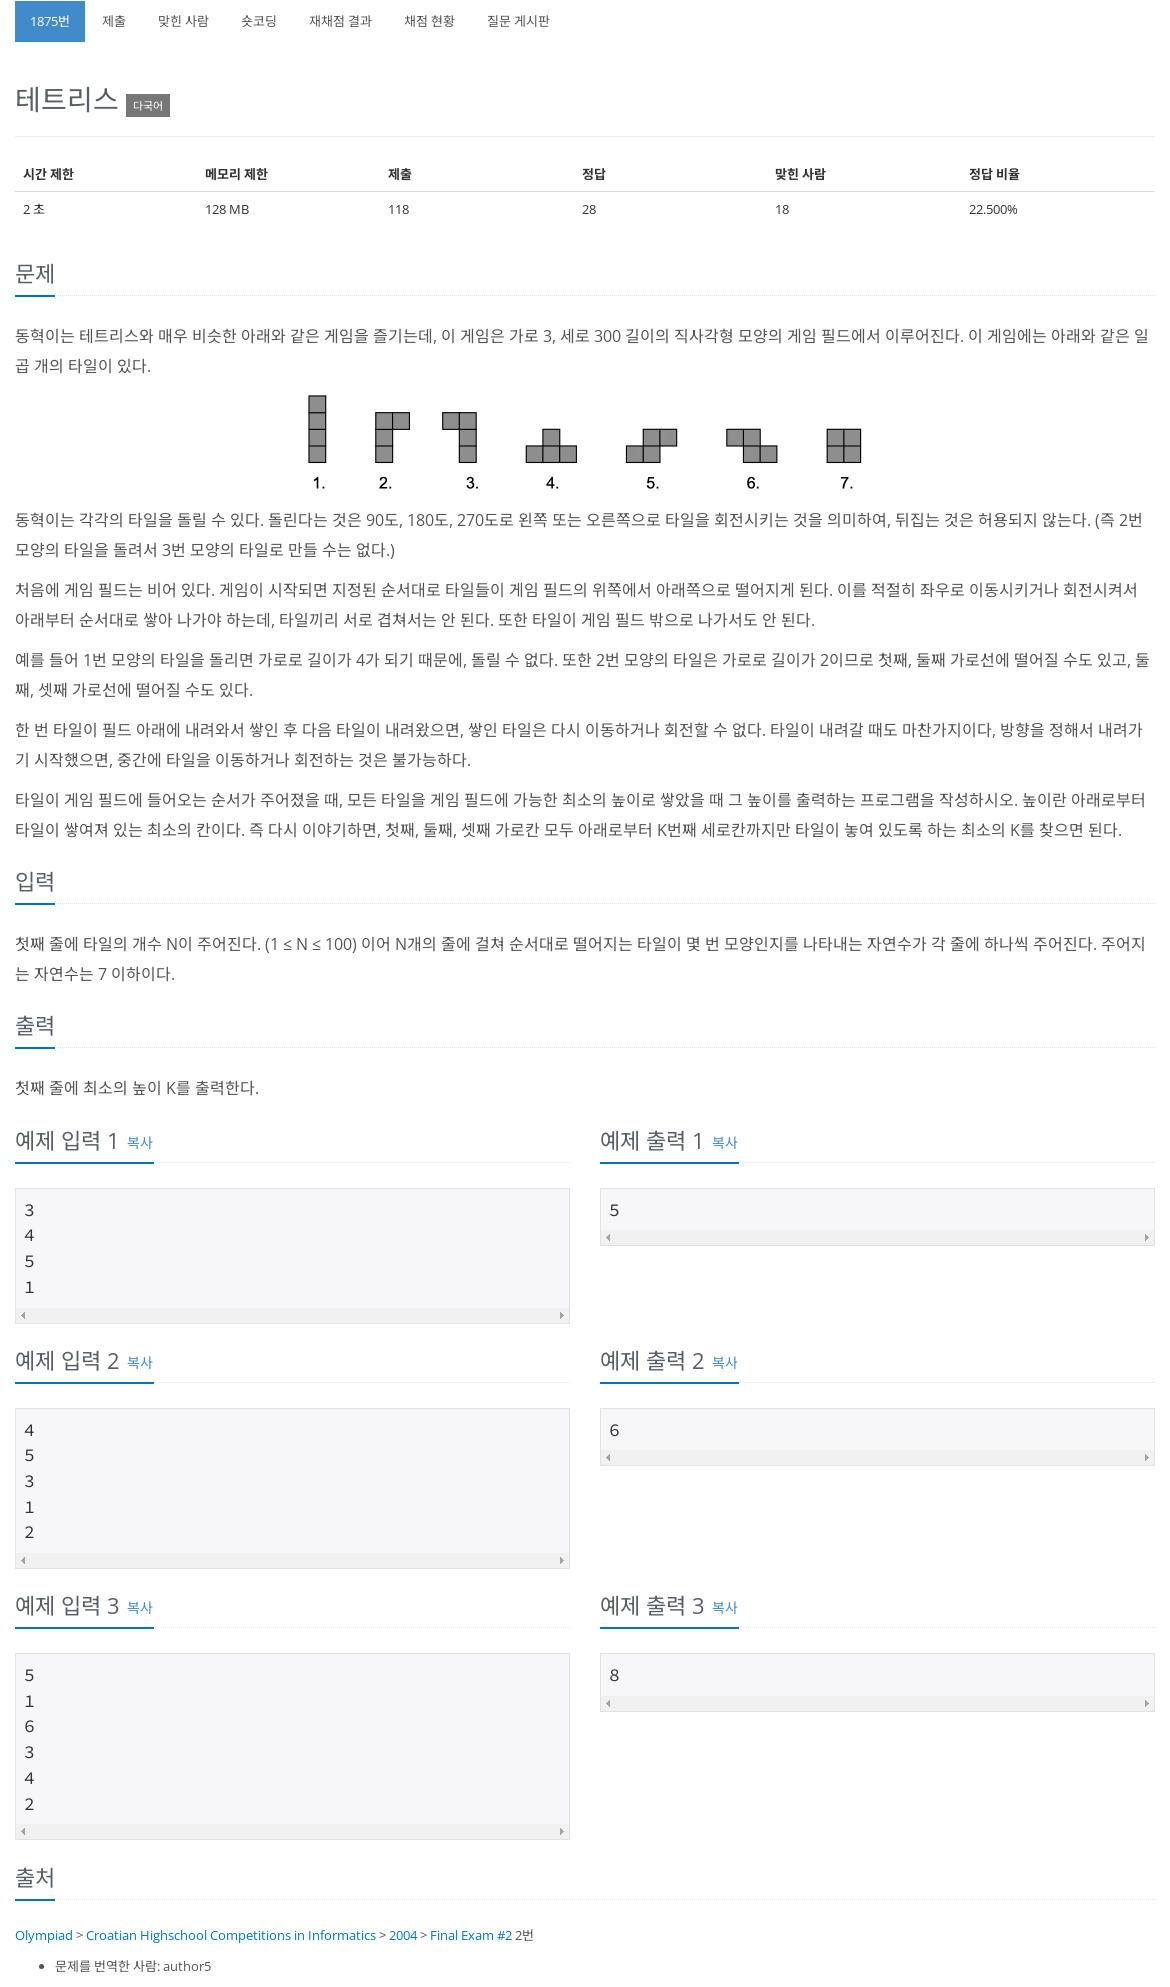 1875번 제출 맞힌 사람 숏코딩 재채점 결과 채점 현황 질문 게시판
테트리스 다국어
시간 제한 메모리 제한 제출 정답 맞힌 사람 정답 비율
2 초 128 MB 118 28 18 22.500%
문제
동혁이는 테트리스와 매우 비슷한 아래와 같은 게임을 즐기는데, 이 게임은 가로 3, 세로 300 길이의 직사각형 모양의 게임 필드에서 이루어진다. 이 게임에는 아래와 같은 일
곱 개의 타일이 있다.
1. 2. 3. 4. 5. 6. 7.
동혁이는 각각의 타일을 돌릴 수 있다. 돌린다는 것은 90도, 180도, 270도로 왼쪽 또는 오른쪽으로 타일을 회전시키는 것을 의미하여, 뒤집는 것은 허용되지 않는다. (즉 2번
모양의 타일을 돌려서 3번 모양의 타일로 만들 수는 없다.)
처음에 게임 필드는 비어 있다. 게임이 시작되면 지정된 순서대로 타일들이 게임 필드의 위쪽에서 아래쪽으로 떨어지게 된다. 이를 적절히 좌우로 이동시키거나 회전시켜서
아래부터 순서대로 쌓아 나가야 하는데, 타일끼리 서로 겹쳐서는 안 된다. 또한 타일이 게임 필드 밖으로 나가서도 안 된다.
예를 들어 1번 모양의 타일을 돌리면 가로로 길이가 4가 되기 때문에, 돌릴 수 없다. 또한 2번 모양의 타일은 가로로 길이가 2이므로 첫째, 둘째 가로선에 떨어질 수도 있고, 둘
째, 셋째 가로선에 떨어질 수도 있다.
한 번 타일이 필드 아래에 내려와서 쌓인 후 다음 타일이 내려왔으면, 쌓인 타일은 다시 이동하거나 회전할 수 없다. 타일이 내려갈 때도 마찬가지이다, 방향을 정해서 내려가
기 시작했으면, 중간에 타일을 이동하거나 회전하는 것은 불가능하다.
타일이 게임 필드에 들어오는 순서가 주어졌을 때, 모든 타일을 게임 필드에 가능한 최소의 높이로 쌓았을 때 그 높이를 출력하는 프로그램을 작성하시오. 높이란 아래로부터
타일이 쌓여져 있는 최소의 칸이다. 즉 다시 이야기하면, 첫째, 둘째, 셋째 가로칸 모두 아래로부터 K번째 세로칸까지만 타일이 놓여 있도록 하는 최소의 K를 찾으면 된다.
입력
첫째 줄에 타일의 개수 N이 주어진다. (1 ≤ N ≤ 100) 이어 N개의 줄에 걸쳐 순서대로 떨어지는 타일이 몇 번 모양인지를 나타내는 자연수가 각 줄에 하나씩 주어진다. 주어지
는 자연수는 7 이하이다.
출력
첫째 줄에 최소의 높이 K를 출력한다.
예제 입력 1 복사
3
4
5
1
예제 출력 1 복사
5
예제 입력 2 복사
4
5
3
1
2
예제 출력 2 복사
6
예제 입력 3 복사
5
1
6
3
4
2
예제 출력 3 복사
8
출처
Olympiad > Croatian Highschool Competitions in Informatics > 2004 > Final Exam #2 2번
문제를 번역한 사람: author5